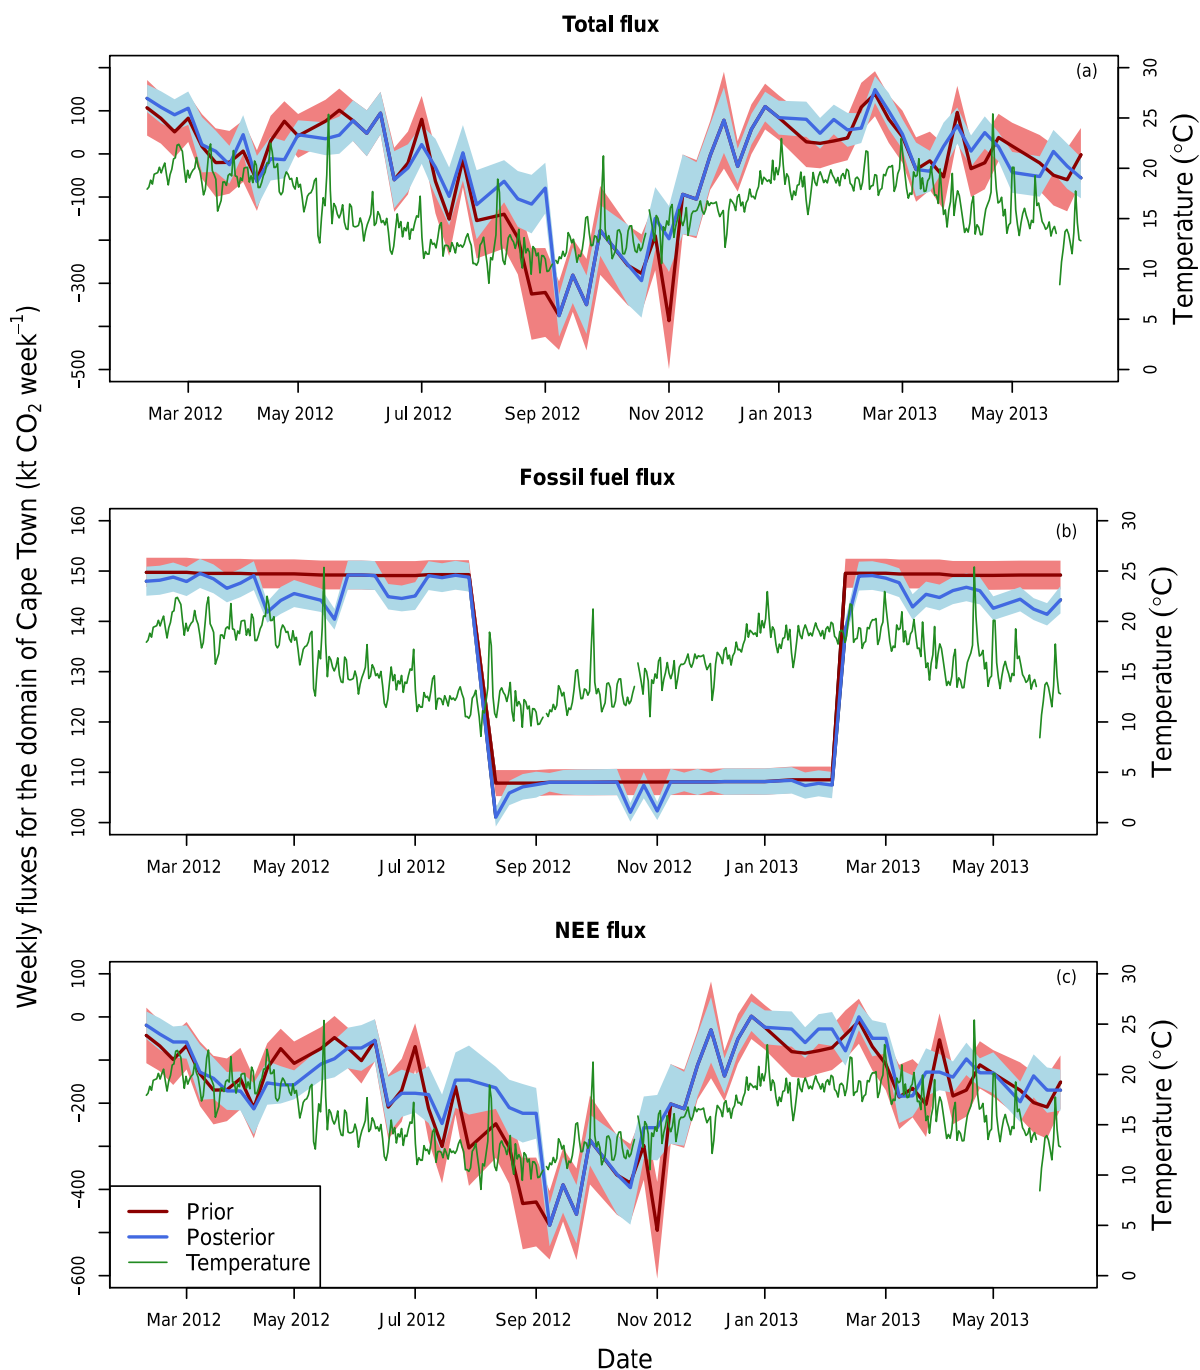 Total flux
(a)
100
0
−100
−300
−500
30
25
20
15
10
5
0
Temperature (°C)
Mar 2012 May 2012 Jul 2012 Sep 2012 Nov 2012 Jan 2013 Mar 2013 May 2013
Weekly fluxes for the domain of Cape Town (kt CO₂ week⁻¹)
Fossil fuel flux
(b)
160
150
140
130
120
110
100
30
25
20
15
10
5
0
Temperature (°C)
Mar 2012 May 2012 Jul 2012 Sep 2012 Nov 2012 Jan 2013 Mar 2013 May 2013
NEE flux
(c)
100
0
−200
−400
−600
30
25
20
15
10
5
0
Temperature (°C)
Prior
Posterior
Temperature
Mar 2012 May 2012 Jul 2012 Sep 2012 Nov 2012 Jan 2013 Mar 2013 May 2013
Date